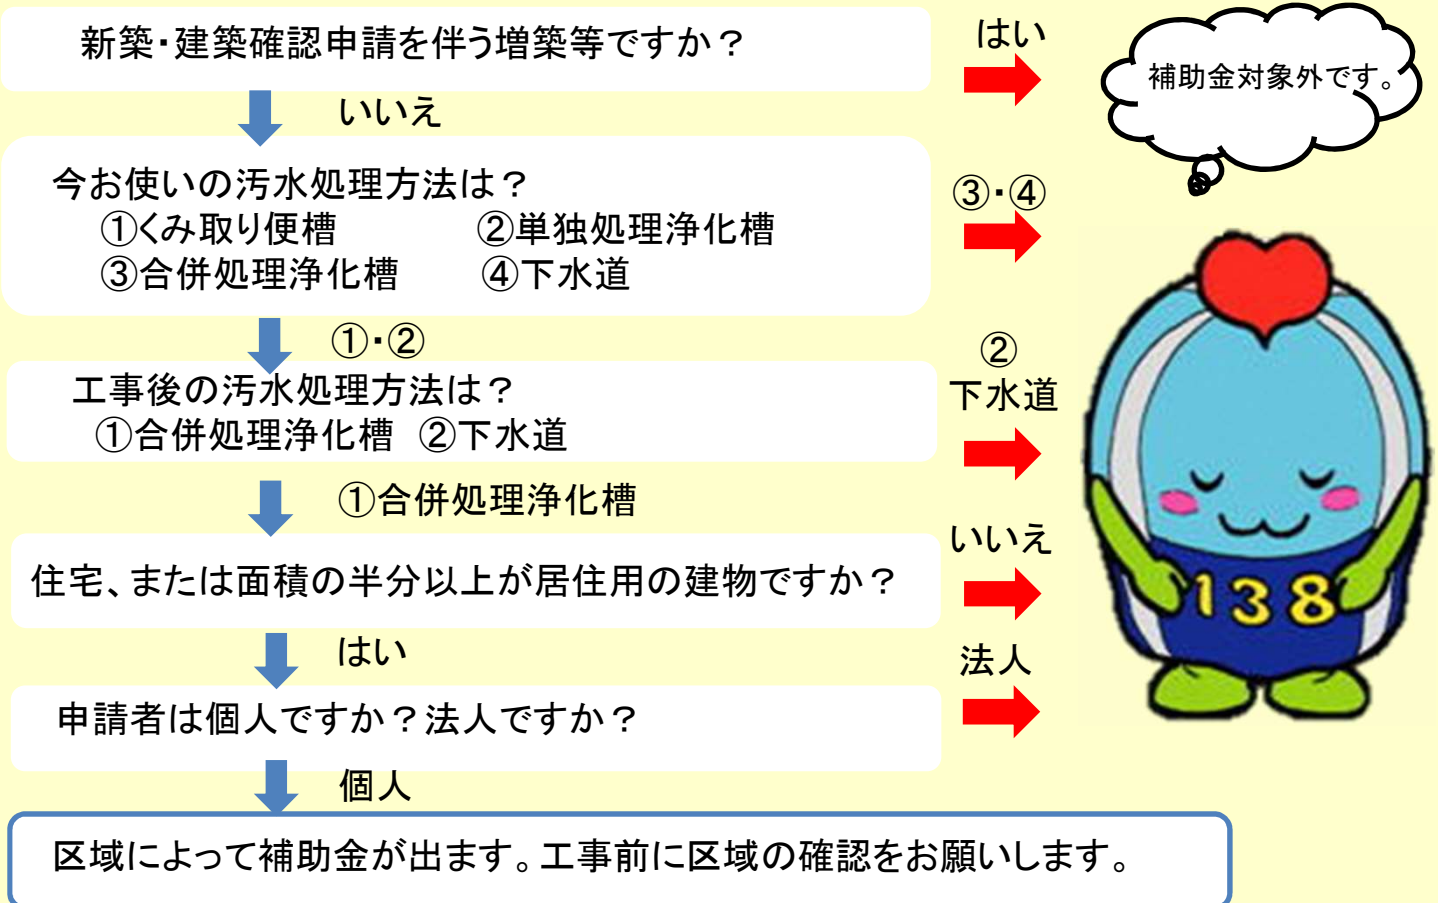 新築・建築確認申請を伴う増築等ですか？
はい
補助金対象外です。
いいえ
今お使いの汚水処理方法は？
①くみ取り便槽 ②単独処理浄化槽
③合併処理浄化槽 ④下水道
③・④
①・②
工事後の汚水処理方法は？
①合併処理浄化槽 ②下水道
②
下水道
①合併処理浄化槽
住宅、または面積の半分以上が居住用の建物ですか？
いいえ
はい
申請者は個人ですか？法人ですか？
法人
個人
区域によって補助金が出ます。工事前に区域の確認をお願いします。
138